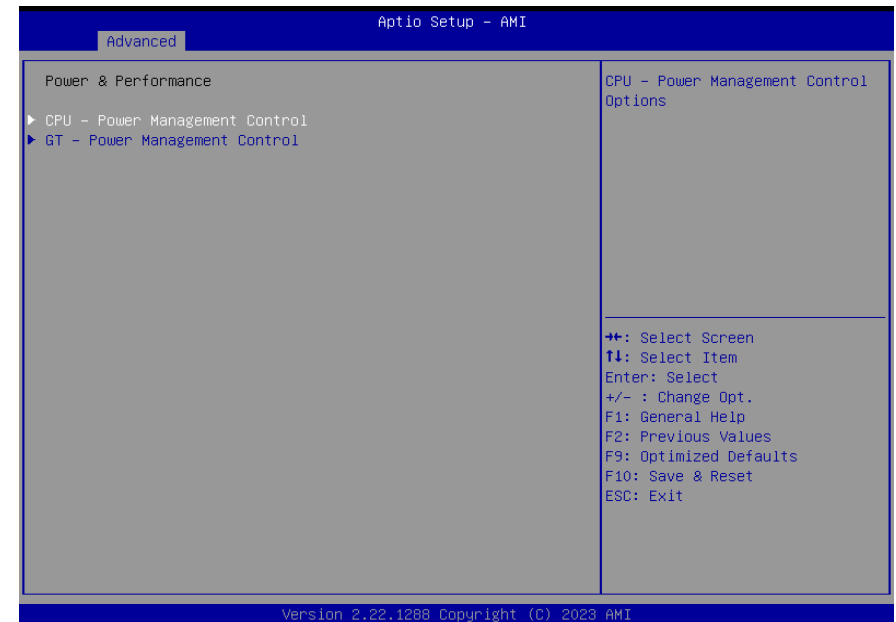 Aptio Setup – AMI
Advanced
Power & Performance
CPU – Power Management Control
GT – Power Management Control
CPU – Power Management Control
Options
→←: Select Screen
↑↓: Select Item
Enter: Select
+/– : Change Opt.
F1: General Help
F2: Previous Values
F9: Optimized Defaults
F10: Save & Reset
ESC: Exit
Version 2.22.1288 Copyright (C) 2023 AMI